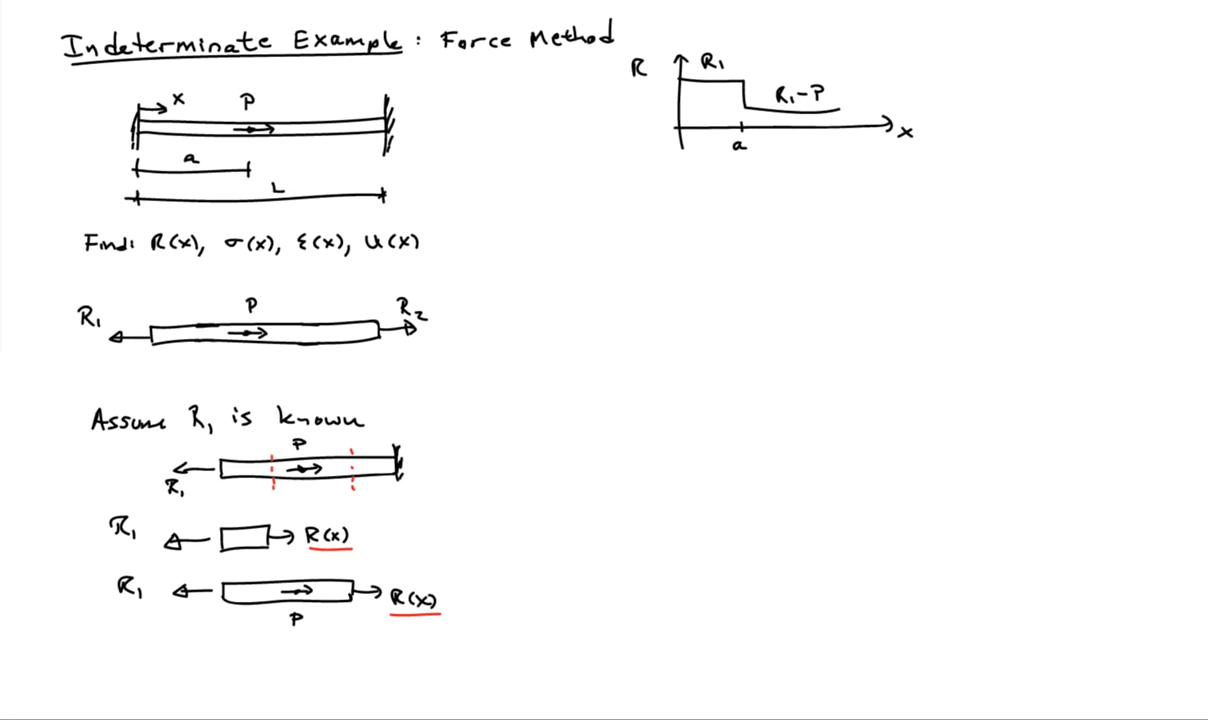 Indeterminate Example: Force Method
x
P
a
L
Find: R(x), σ(x), ε(x), u(x)
R₁
P
R₂
Assume R₁ is known
P
R₁
R₁
R(x)
R₁
R(x)
P
R
R₁
R₁-P
a
x